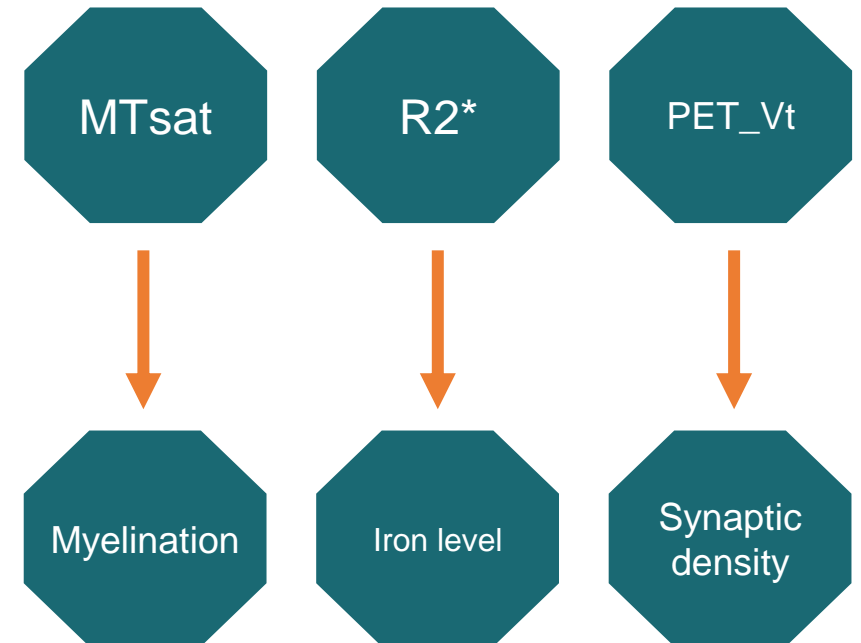 MTsat
R2*
PET_Vt
Myelination
Iron level
Synaptic
density